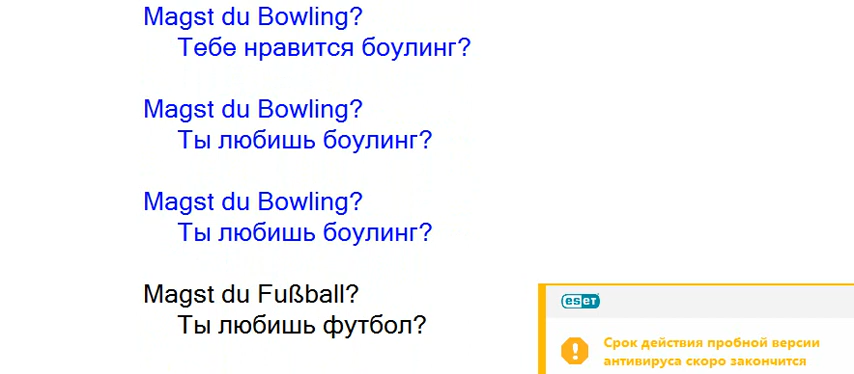 Magst du Bowling?
Тебе нравится боулинг?
Magst du Bowling?
Ты любишь боулинг?
Magst du Bowling?
Ты любишь боулинг?
Magst du Fußball?
Ты любишь футбол?
eseT
Срок действия пробной версии
антивируса скоро закончится